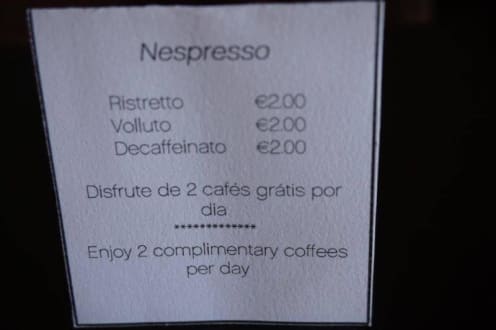 Nespresso
Ristretto €2.00
Volluto €2.00
Decaffeinato €2.00
Disfrute de 2 cafés grátis por
dia
*************
Enjoy 2 complimentary coffees
per day